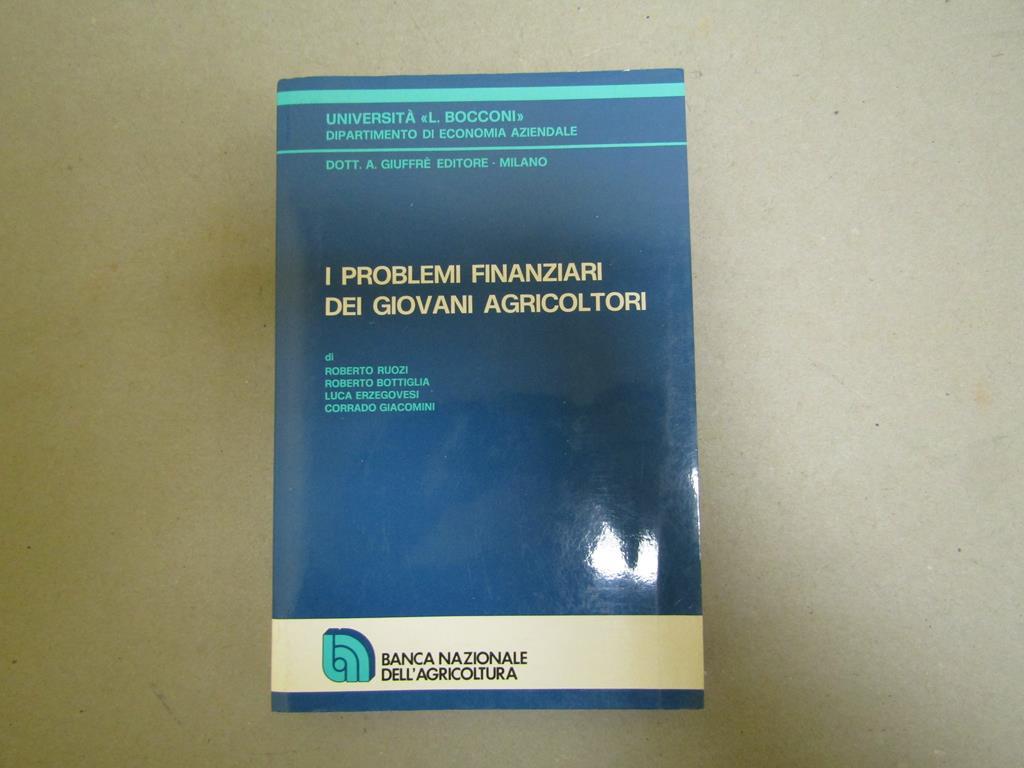 UNIVERSITÀ «L. BOCCONI»
DIPARTIMENTO DI ECONOMIA AZIENDALE
DOTT. A. GIUFFRÈ EDITORE · MILANO
I PROBLEMI FINANZIARI
DEI GIOVANI AGRICOLTORI
di
ROBERTO RUOZI
ROBERTO BOTTIGLIA
LUCA ERZEGOVESI
CORRADO GIACOMINI
BANCA NAZIONALE
DELL'AGRICOLTURA